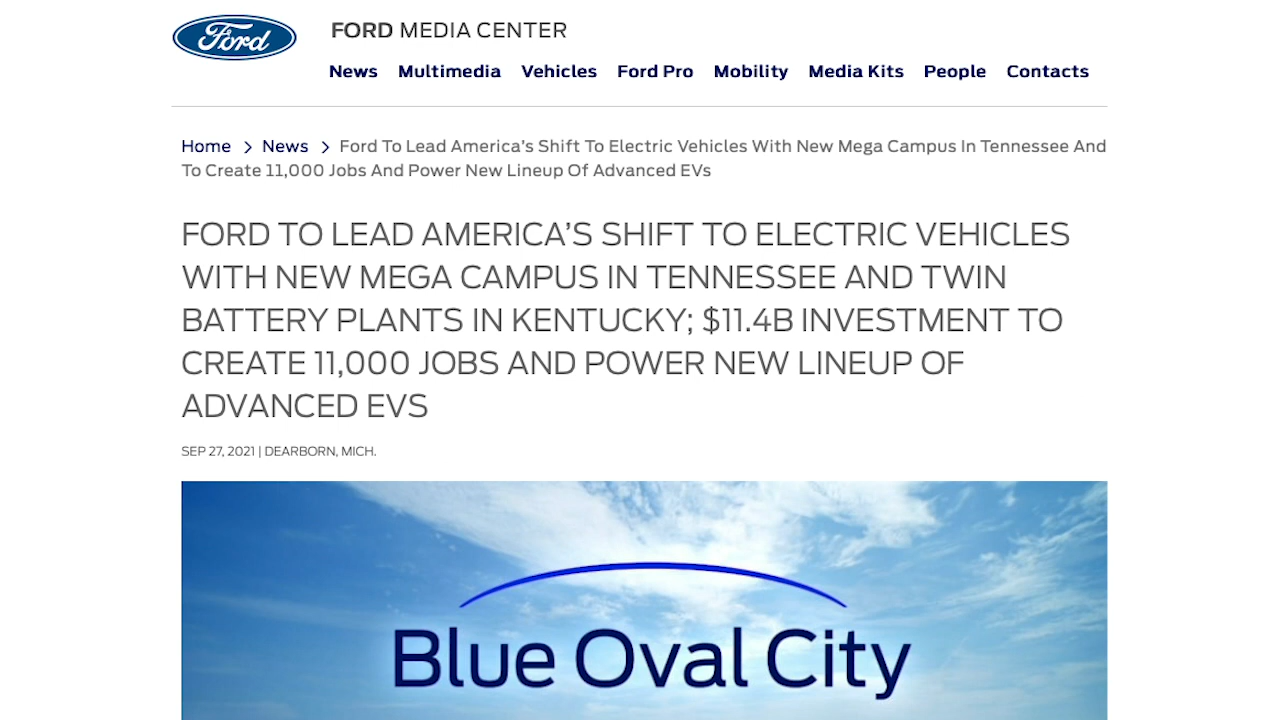 Ford
FORD MEDIA CENTER
News Multimedia Vehicles Ford Pro Mobility Media Kits People Contacts
Home > News > Ford To Lead America’s Shift To Electric Vehicles With New Mega Campus In Tennessee And
To Create 11,000 Jobs And Power New Lineup Of Advanced EVs
FORD TO LEAD AMERICA’S SHIFT TO ELECTRIC VEHICLES
WITH NEW MEGA CAMPUS IN TENNESSEE AND TWIN
BATTERY PLANTS IN KENTUCKY; $11.4B INVESTMENT TO
CREATE 11,000 JOBS AND POWER NEW LINEUP OF
ADVANCED EVS
SEP 27, 2021 | DEARBORN, MICH.
Blue Oval City